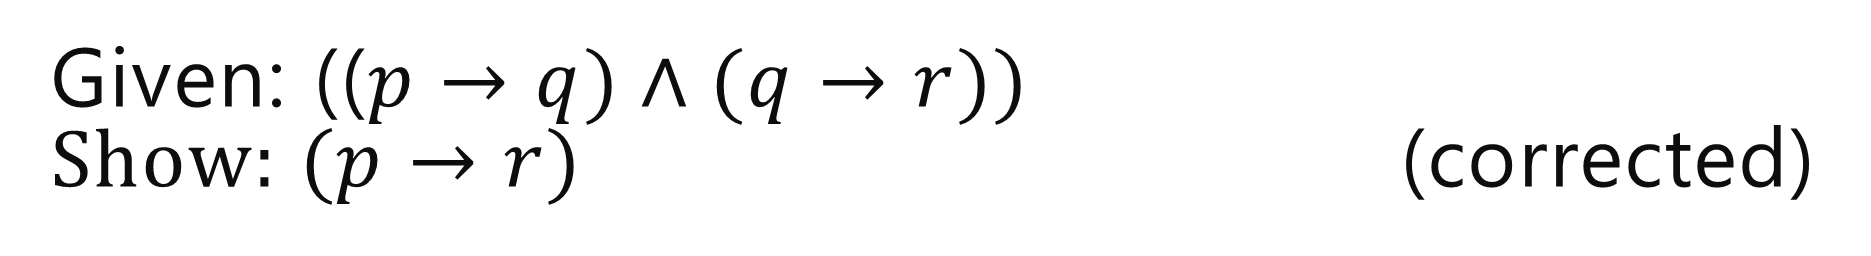 Given: ((𝑝 → 𝑞) ∧ (𝑞 → 𝑟))
Show: (𝑝 → 𝑟) (corrected)